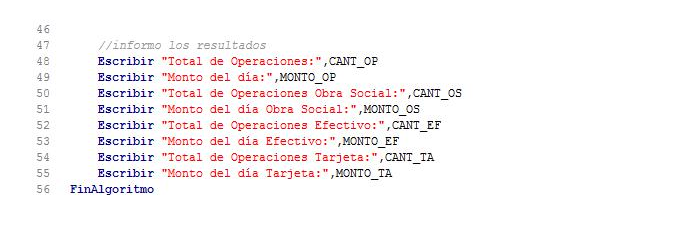 46
47 //informo los resultados
48 Escribir "Total de Operaciones:",CANT_OP
49 Escribir "Monto del día:",MONTO_OP
50 Escribir "Total de Operaciones Obra Social:",CANT_OS
51 Escribir "Monto del día Obra Social:",MONTO_OS
52 Escribir "Total de Operaciones Efectivo:",CANT_EF
53 Escribir "Monto del día Efectivo:",MONTO_EF
54 Escribir "Total de Operaciones Tarjeta:",CANT_TA
55 Escribir "Monto del día Tarjeta:",MONTO_TA
56 FinAlgoritmo